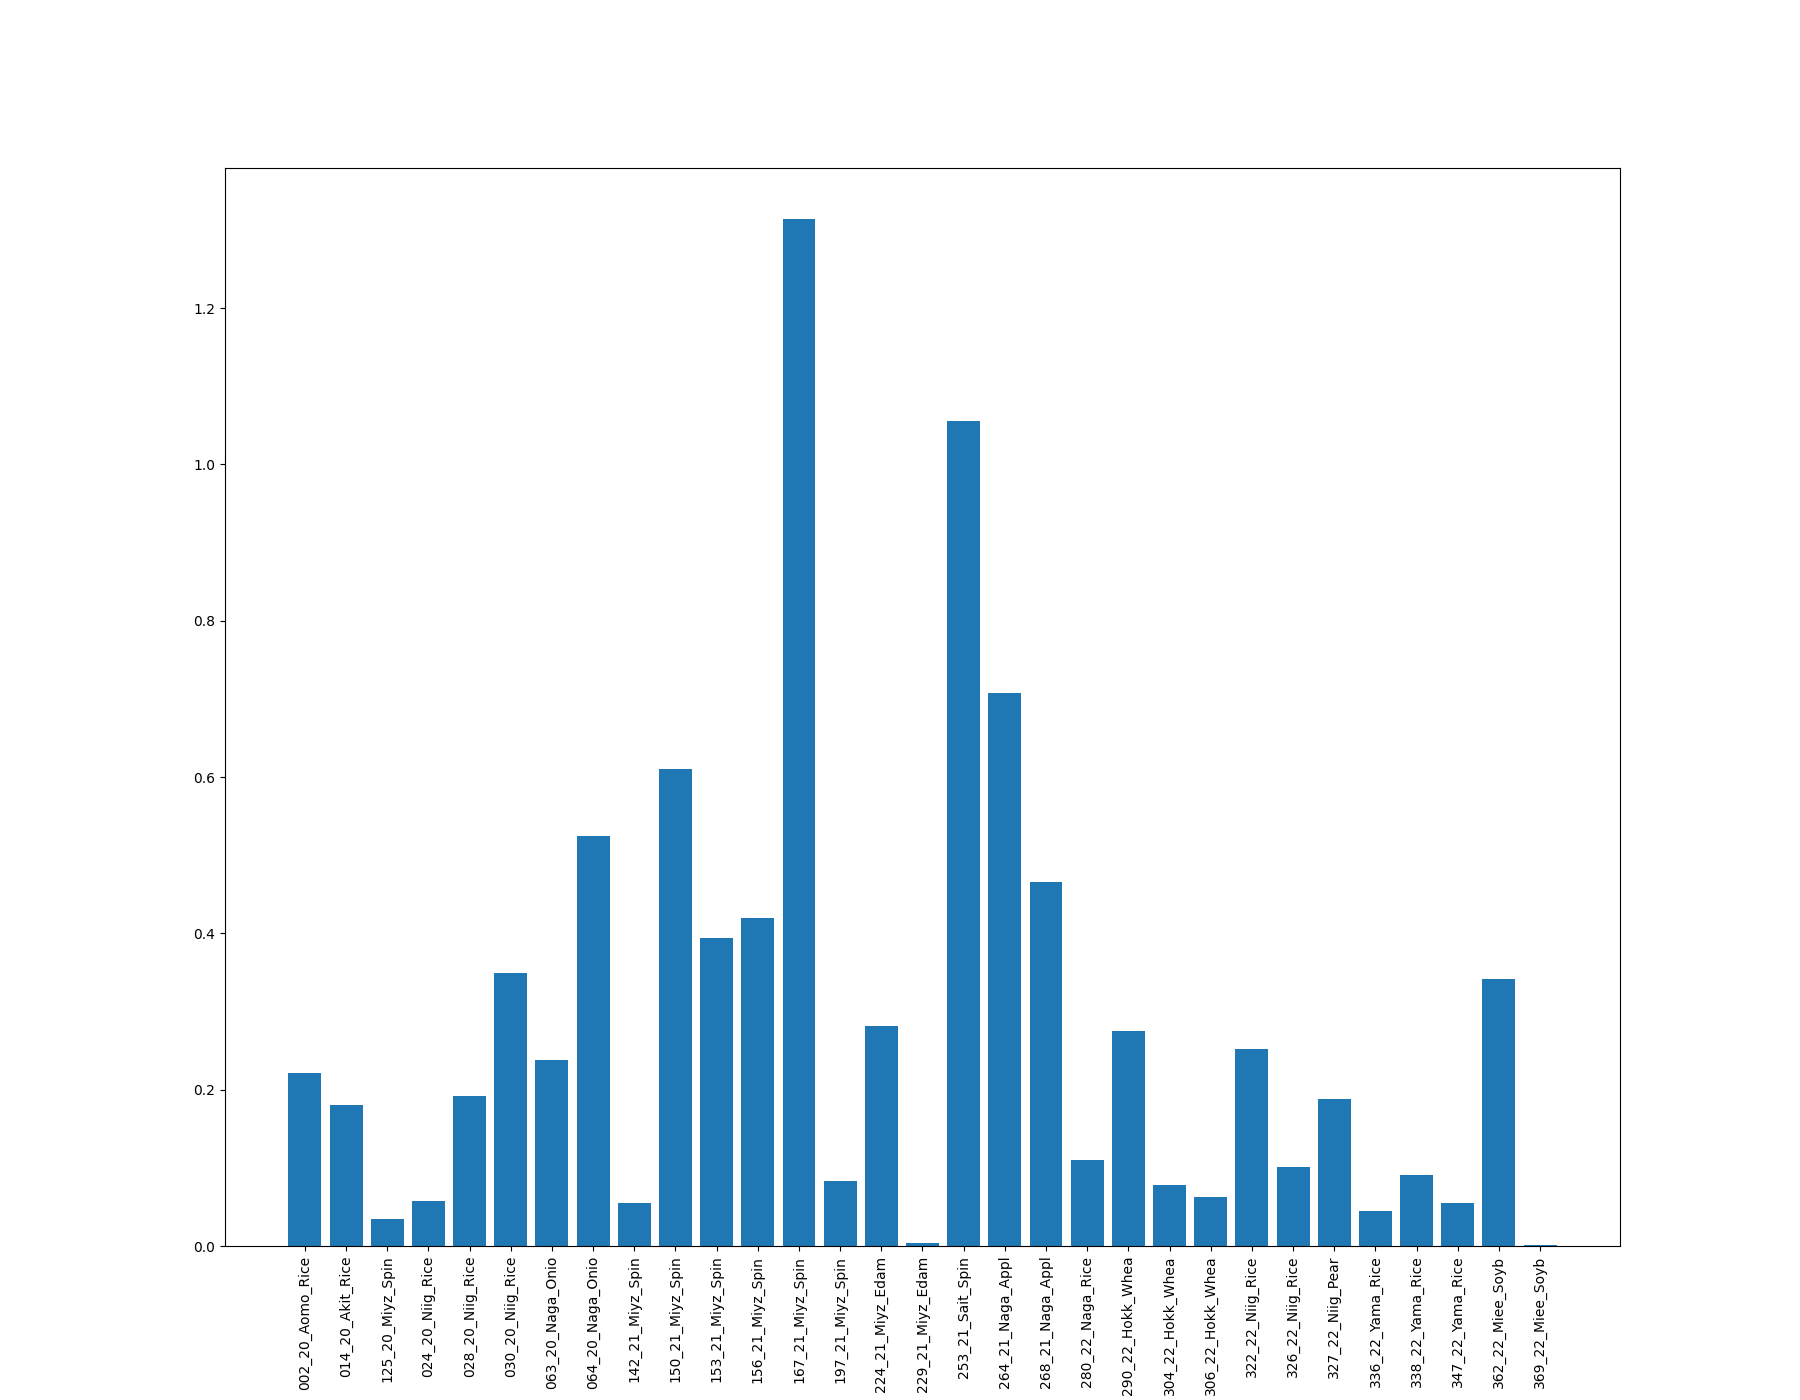 1.2
1.0
0.8
0.6
0.4
0.2
0.0
002_20_Aomo_Rice
014_20_Akit_Rice
125_20_Miyz_Spin
024_20_Niig_Rice
028_20_Niig_Rice
030_20_Niig_Rice
063_20_Naga_Onio
064_20_Naga_Onio
142_21_Miyz_Spin
150_21_Miyz_Spin
153_21_Miyz_Spin
156_21_Miyz_Spin
167_21_Miyz_Spin
197_21_Miyz_Spin
224_21_Miyz_Edam
229_21_Miyz_Edam
253_21_Sait_Spin
264_21_Naga_Appl
268_21_Naga_Appl
280_22_Naga_Rice
290_22_Hokk_Whea
304_22_Hokk_Whea
306_22_Hokk_Whea
322_22_Niig_Rice
326_22_Niig_Rice
327_22_Niig_Pear
336_22_Yama_Rice
338_22_Yama_Rice
347_22_Yama_Rice
362_22_Miee_Soyb
369_22_Miee_Soyb